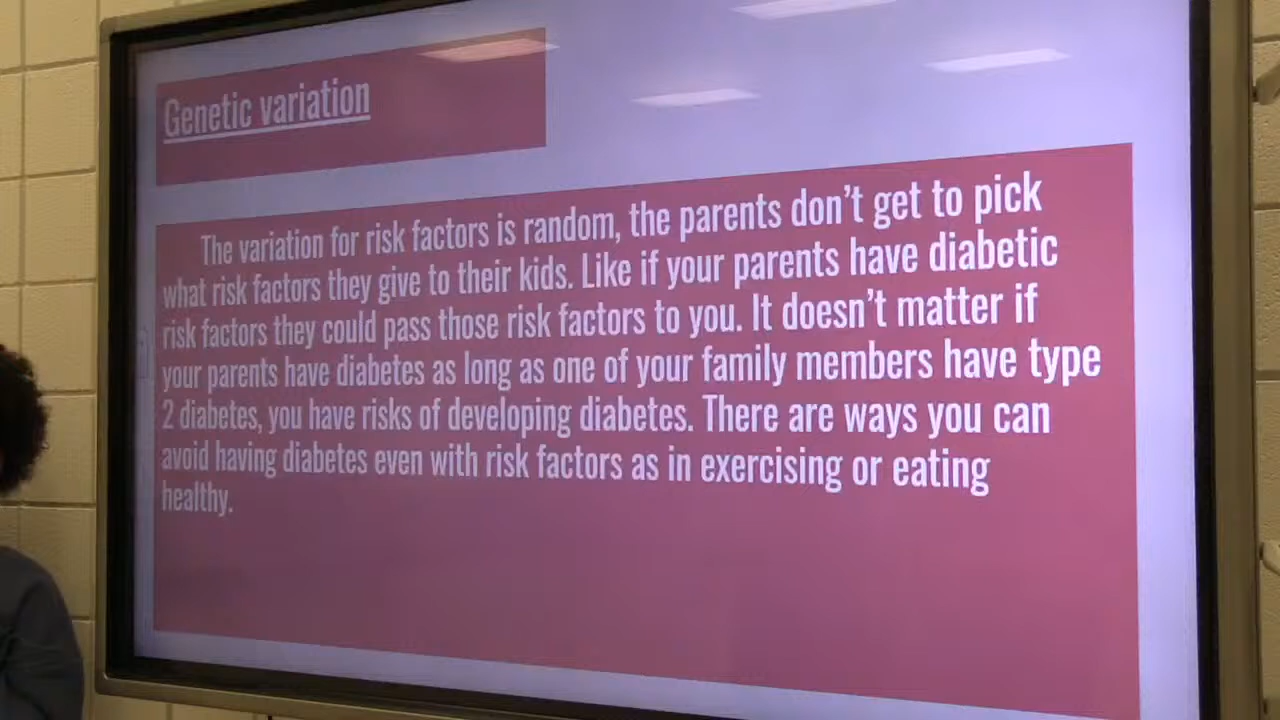 Genetic variation
The variation for risk factors is random, the parents don't get to pick
what risk factors they give to their kids. Like if your parents have diabetic
risk factors they could pass those risk factors to you. It doesn't matter if
your parents have diabetes as long as one of your family members have type
2 diabetes, you have risks of developing diabetes. There are ways you can
avoid having diabetes even with risk factors as in exercising or eating
healthy.